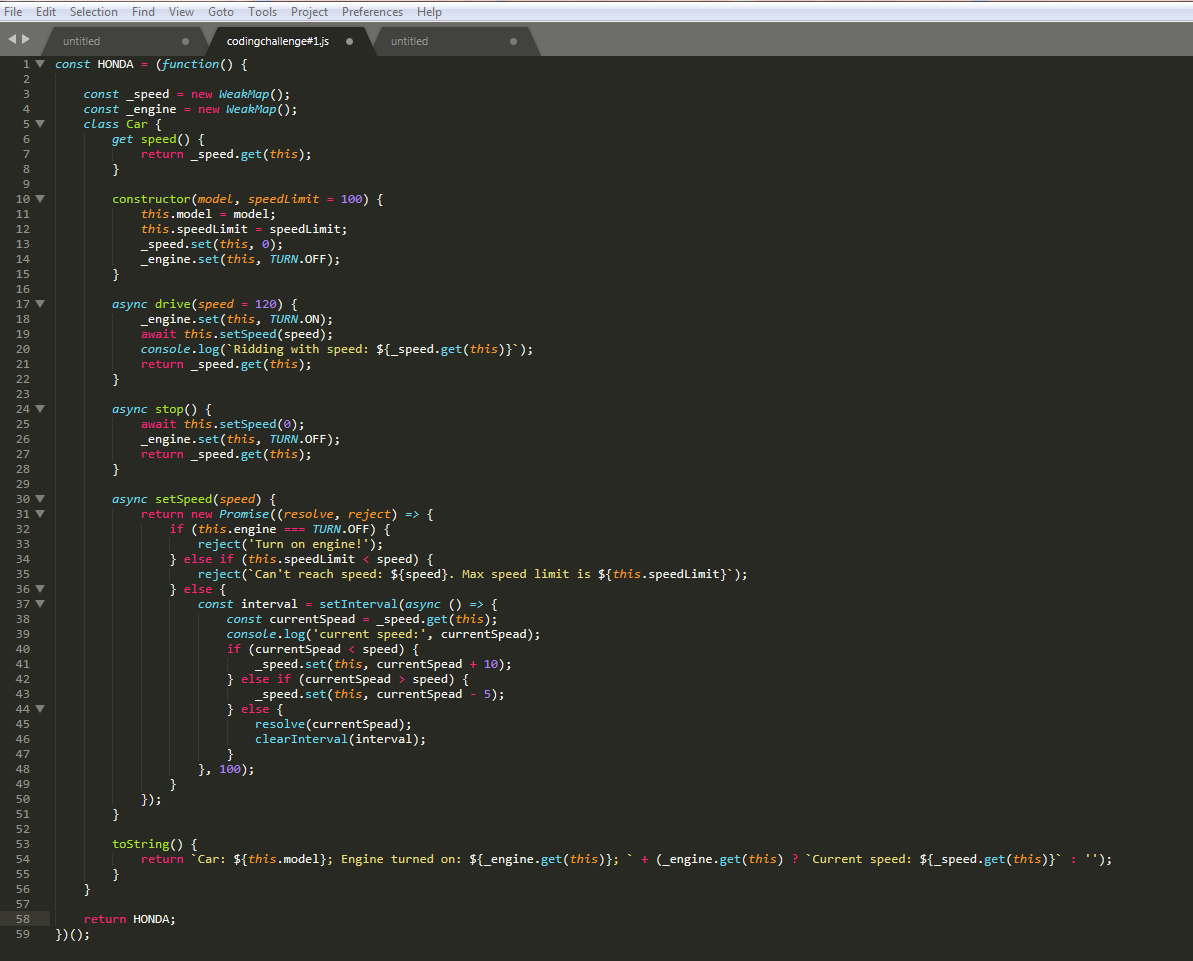 File Edit Selection Find View Goto Tools Project Preferences Help
untitled codingchallenge#1.js untitled
1 const HONDA = (function() {
2
3 const _speed = new WeakMap();
4 const _engine = new WeakMap();
5 class Car {
6 get speed() {
7 return _speed.get(this);
8 }
9
10 constructor(model, speedLimit = 100) {
11 this.model = model;
12 this.speedLimit = speedLimit;
13 _speed.set(this, 0);
14 _engine.set(this, TURN.OFF);
15 }
16
17 async drive(speed = 120) {
18 _engine.set(this, TURN.ON);
19 await this.setSpeed(speed);
20 console.log(`Ridding with speed: ${_speed.get(this)}`);
21 return _speed.get(this);
22 }
23
24 async stop() {
25 await this.setSpeed(0);
26 _engine.set(this, TURN.OFF);
27 return _speed.get(this);
28 }
29
30 async setSpeed(speed) {
31 return new Promise((resolve, reject) => {
32 if (this.engine === TURN.OFF) {
33 reject('Turn on engine!');
34 } else if (this.speedLimit < speed) {
35 reject(`Can't reach speed: ${speed}. Max speed limit is ${this.speedLimit}`);
36 } else {
37 const interval = setInterval(async () => {
38 const currentSpead = _speed.get(this);
39 console.log('current speed:', currentSpead);
40 if (currentSpead < speed) {
41 _speed.set(this, currentSpead + 10);
42 } else if (currentSpead > speed) {
43 _speed.set(this, currentSpead - 5);
44 } else {
45 resolve(currentSpead);
46 clearInterval(interval);
47 }
48 }, 100);
49 }
50 });
51 }
52
53 toString() {
54 return `Car: ${this.model}; Engine turned on: ${_engine.get(this)}; ` + (_engine.get(this) ? `Current speed: ${_speed.get(this)}` : '');
55 }
56 }
57
58 return HONDA;
59 })();